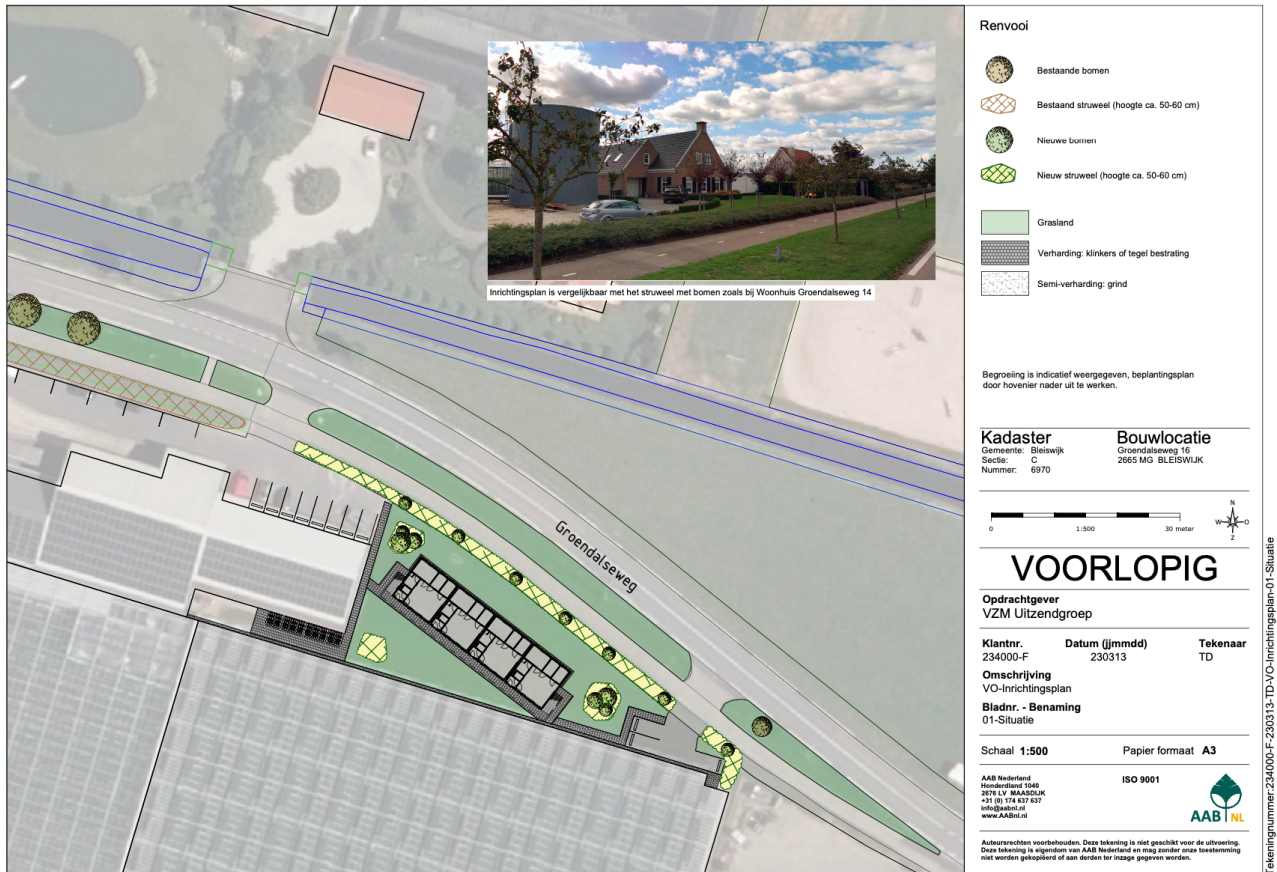 Inrichtingsplan is vergelijkbaar met het struweel met bomen zoals bij Woonhuis Groendalseweg 14
Groendalseweg
Renvooi
Bestaande bomen
Bestaand struweel (hoogte ca. 50-60 cm)
Nieuwe bomen
Nieuw struweel (hoogte ca. 50-60 cm)
Grasland
Verharding: klinkers of tegel bestrating
Semi-verharding: grind
Begroeiing is indicatief weergegeven, beplantingsplan
door hovenier nader uit te werken.
Kadaster
Gemeente: Bleiswijk
Sectie: C
Nummer: 6970
Bouwlocatie
Groendalseweg 16
2665 MG BLEISWIJK
0 1:500 30 meter
N
W O
Z
VOORLOPIG
Opdrachtgever
VZM Uitzendgroep
Klantnr. Datum (jjmmdd) Tekenaar
234000-F 230313 TD
Omschrijving
VO-Inrichtingsplan
Bladnr. - Benaming
01-Situatie
Schaal 1:500 Papier formaat A3
AAB Nederland
Honderdland 1040
2676 LV MAASDIJK
+31 (0) 174 637 637
info@aabnl.nl
www.AABnl.nl
ISO 9001
AAB NL
Auteursrechten voorbehouden. Deze tekening is niet geschikt voor de uitvoering.
Deze tekening is eigendom van AAB Nederland en mag zonder onze toestemming
niet worden gekopiëerd of aan derden ter inzage gegeven worden.
Tekeningnummer:234000-F-230313-TD-VO-Inrichtingsplan-01-Situatie